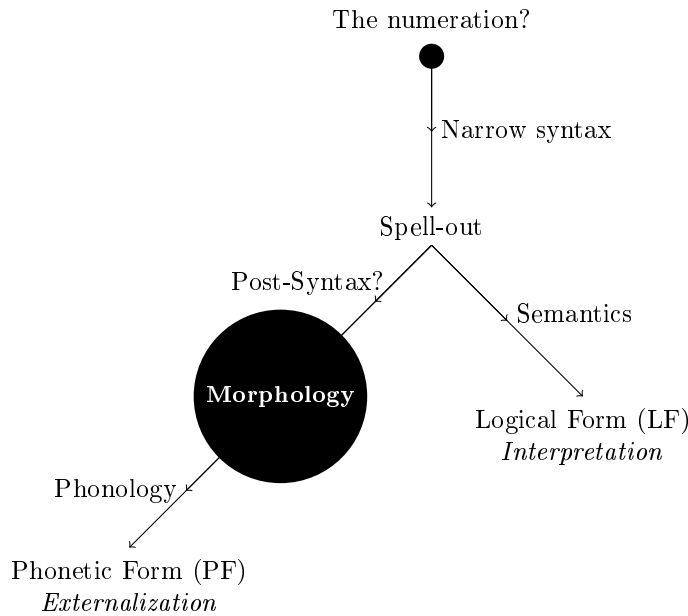 The numeration?
Narrow syntax
Spell-out
Post-Syntax?
Semantics
Morphology
Logical Form (LF)
Interpretation
Phonology
Phonetic Form (PF)
Externalization